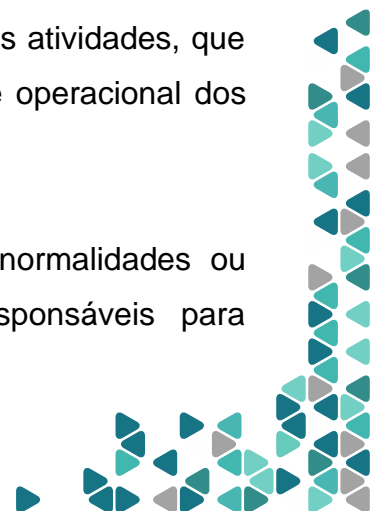 s atividades, que
operacional dos
normalidades ou
sponsáveis para